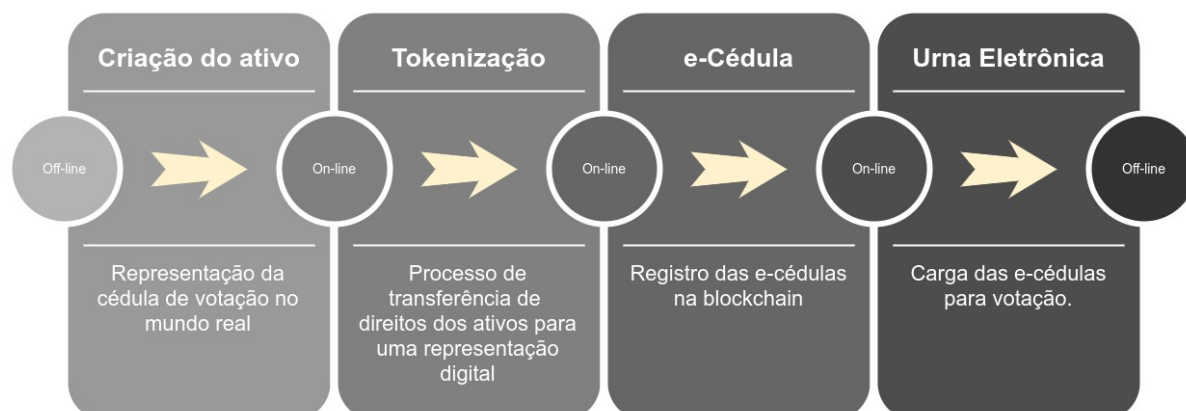 Criação do ativo
Tokenização
e-Cédula
Urna Eletrônica
Off-line
On-line
On-line
On-line
Off-line
Representação da
cédula de votação no
mundo real
Processo de
transferência de
direitos dos ativos para
uma representação
digital
Registro das e-cédulas
na blockchain
Carga das e-cédulas
para votação.